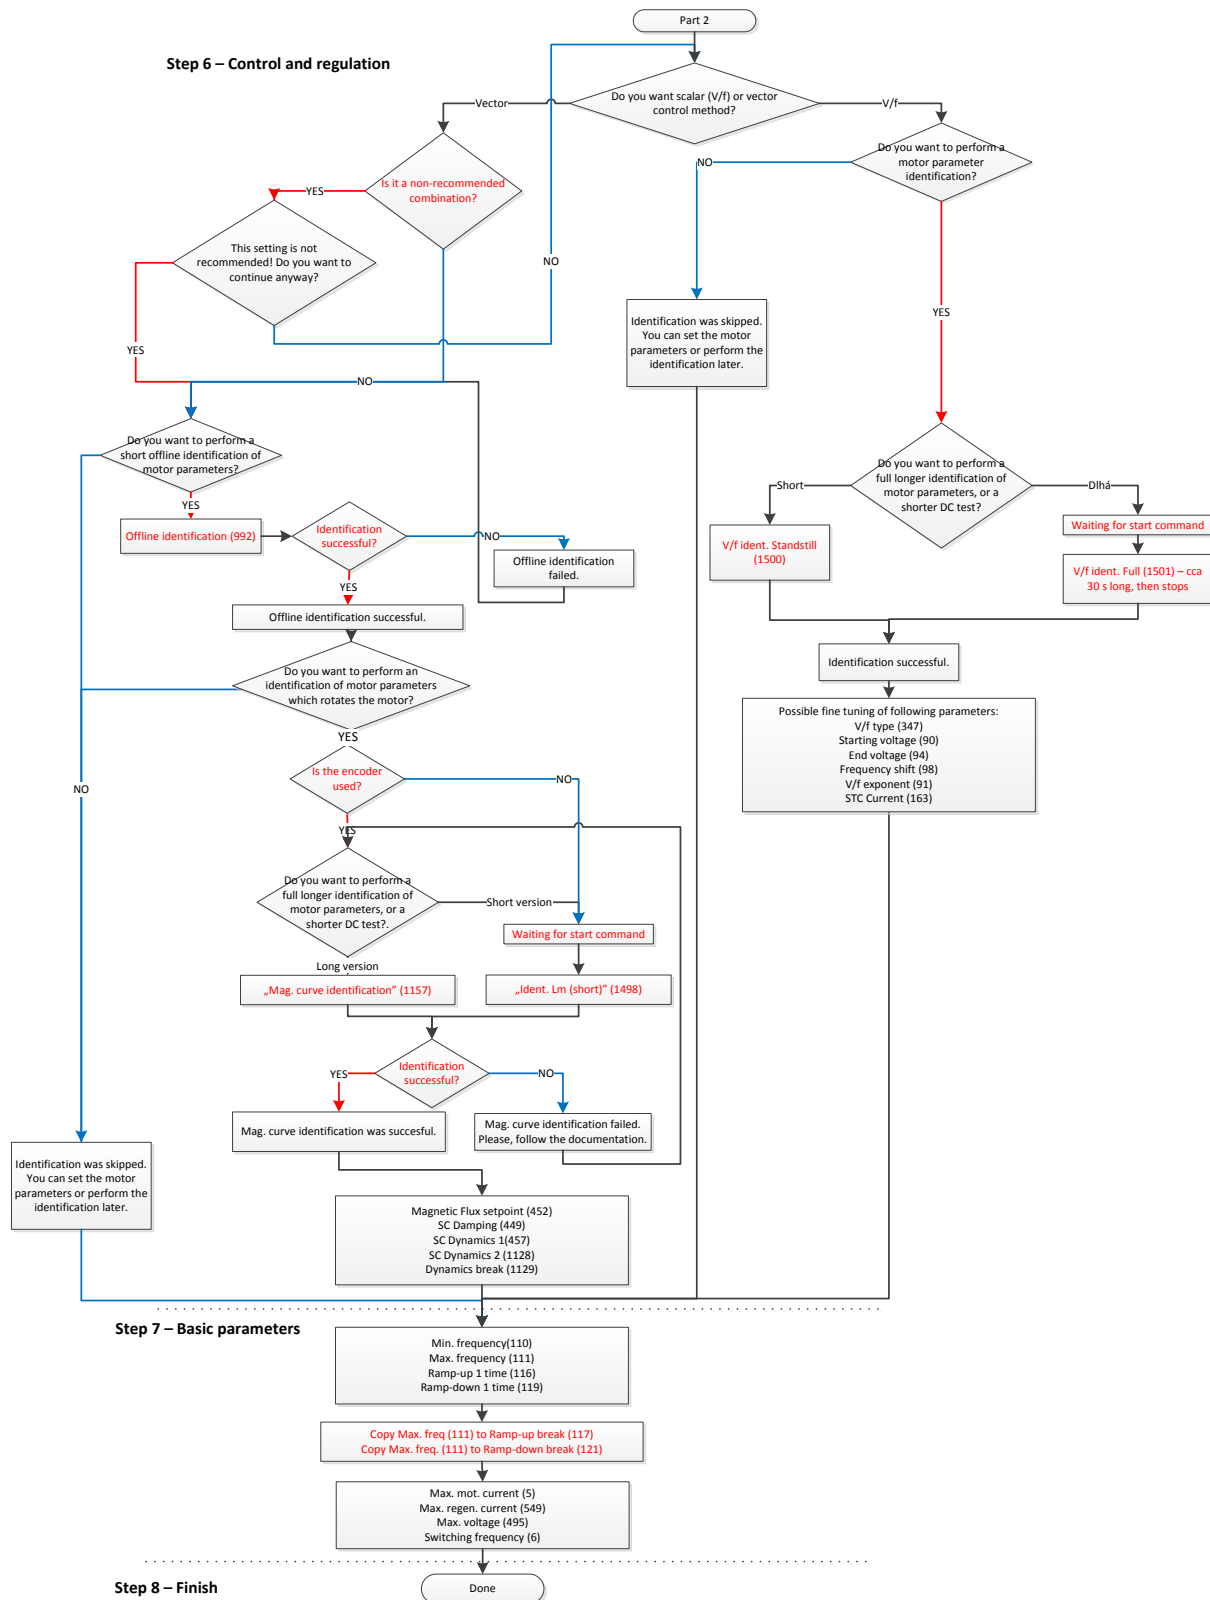 Part 2
Step 6 – Control and regulation
Do you want scalar (V/f) or vector
control method?
Vector
V/f
Do you want to perform a
motor parameter
identification?
NO
Is it a non-recommended
combination?
YES
This setting is not
recommended! Do you want to
continue anyway?
NO
YES
Identification was skipped.
You can set the motor
parameters or perform the
identification later.
YES
NO
Do you want to perform a
short offline identification of
motor parameters?
YES
Offline identification (992)
Identification
successful?
NO
Offline identification
failed.
YES
Offline identification successful.
Do you want to perform a
full longer identification of
motor parameters, or a
shorter DC test?
Short
Dlhá
V/f ident. Standstill
(1500)
Waiting for start command
V/f ident. Full (1501) – cca
30 s long, then stops
Identification successful.
Possible fine tuning of following parameters:
V/f type (347)
Starting voltage (90)
End voltage (94)
Frequency shift (98)
V/f exponent (91)
STC Current (163)
Do you want to perform an
identification of motor parameters
which rotates the motor?
YES
NO
Is the encoder
used?
NO
YES
Do you want to perform a
full longer identification of
motor parameters, or a
shorter DC test?.
Short version
Waiting for start command
Long version
„Mag. curve identification” (1157)
„Ident. Lm (short)” (1498)
Identification
successful?
YES
NO
Mag. curve identification was succesful.
Mag. curve identification failed.
Please, follow the documentation.
Identification was skipped.
You can set the motor
parameters or perform the
identification later.
Magnetic Flux setpoint (452)
SC Damping (449)
SC Dynamics 1(457)
SC Dynamics 2 (1128)
Dynamics break (1129)
Step 7 – Basic parameters
Min. frequency(110)
Max. frequency (111)
Ramp-up 1 time (116)
Ramp-down 1 time (119)
Copy Max. freq (111) to Ramp-up break (117)
Copy Max. freq. (111) to Ramp-down break (121)
Max. mot. current (5)
Max. regen. current (549)
Max. voltage (495)
Switching frequency (6)
Step 8 – Finish
Done